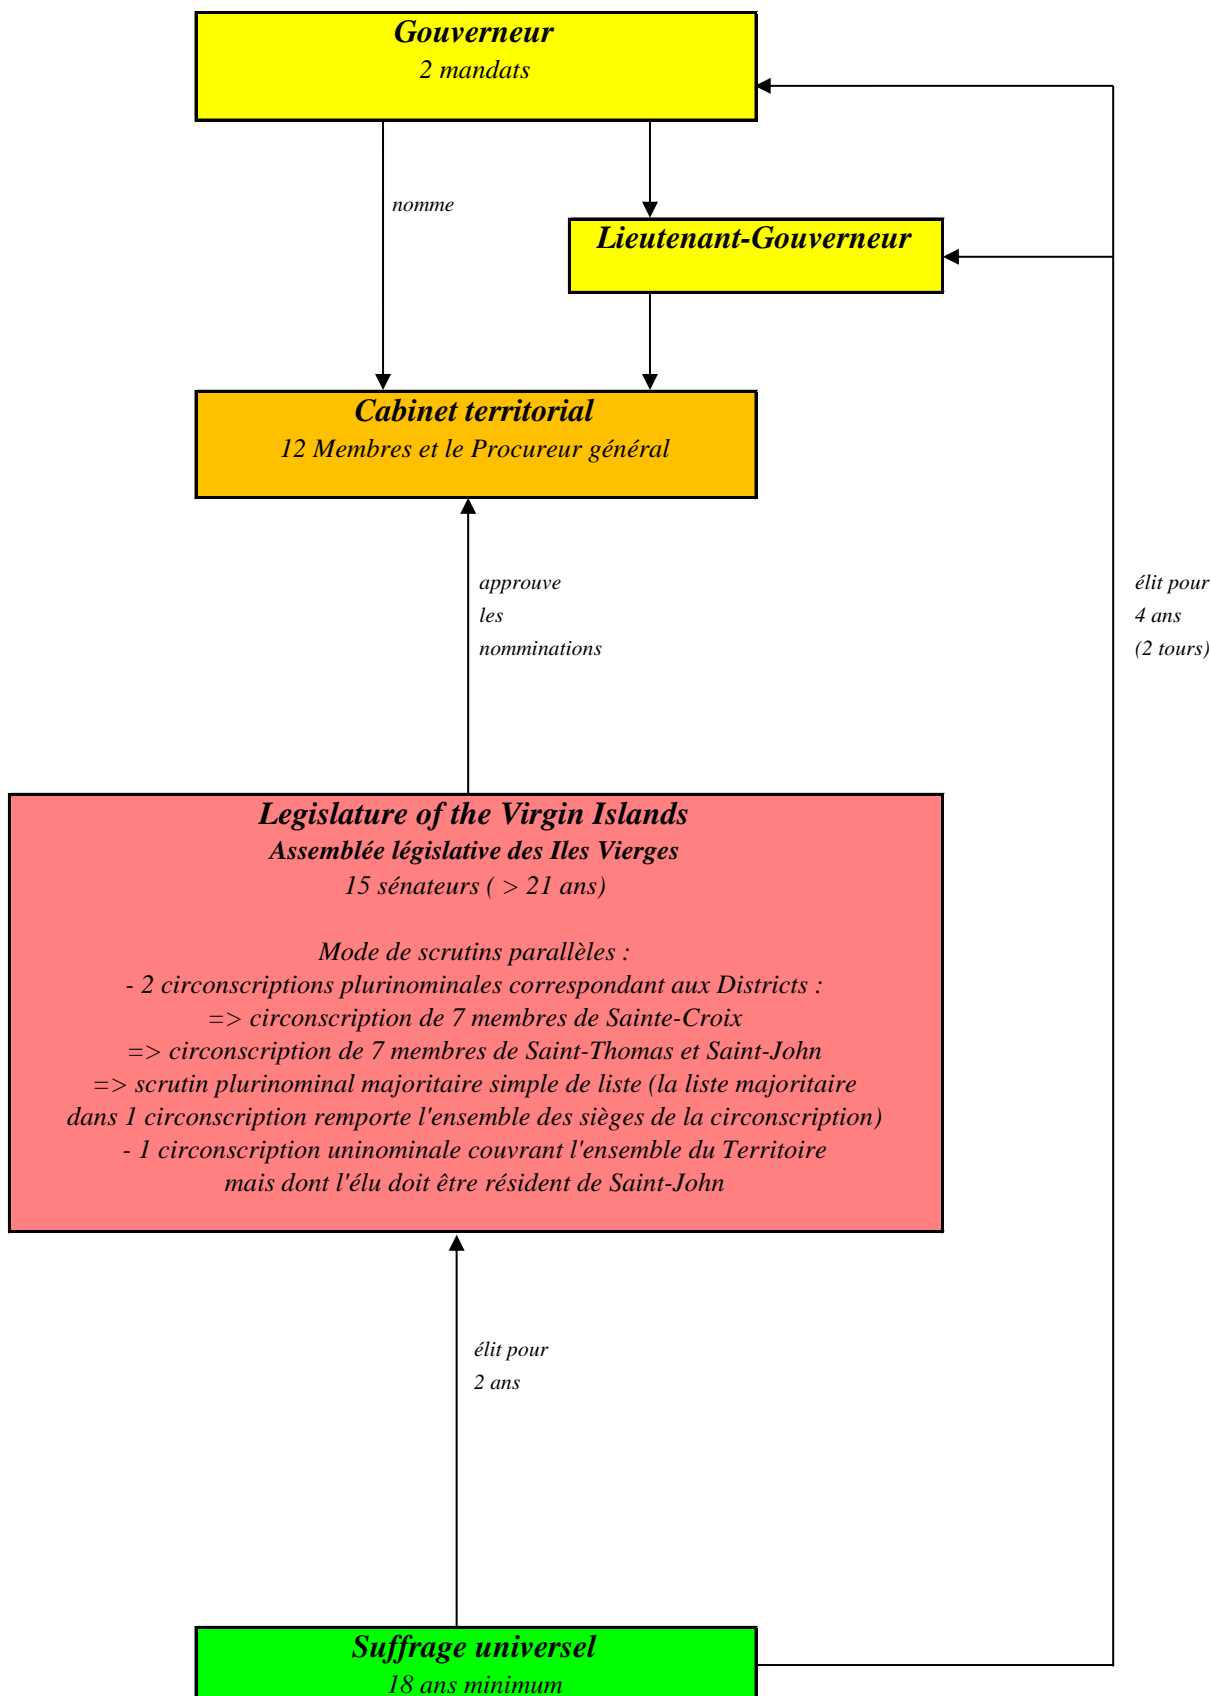 Gouverneur
2 mandats
nomme
Lieutenant-Gouverneur
Cabinet territorial
12 Membres et le Procureur général
approuve
les
nomminations
élit pour
4 ans
(2 tours)
Legislature of the Virgin Islands
Assemblée législative des Iles Vierges
15 sénateurs ( > 21 ans)
Mode de scrutins parallèles :
- 2 circonscriptions plurinominales correspondant aux Districts :
=> circonscription de 7 membres de Sainte-Croix
=> circonscription de 7 membres de Saint-Thomas et Saint-John
=> scrutin plurinominal majoritaire simple de liste (la liste majoritaire
dans 1 circonscription remporte l'ensemble des sièges de la circonscription)
- 1 circonscription uninominale couvrant l'ensemble du Territoire
mais dont l'élu doit être résident de Saint-John
élit pour
2 ans
Suffrage universel
18 ans minimum